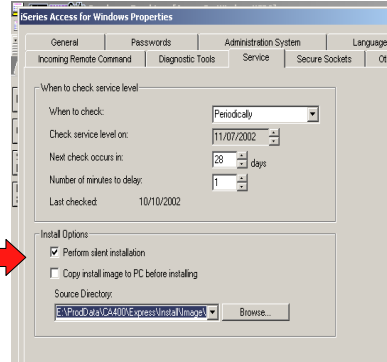 iSeries Access for Windows Properties
General Passwords Administration System Language
Incoming Remote Command Diagnostic Tools Service Secure Sockets
When to check service level
When to check: Periodically
Check service level on: 11/07/2002
Next check occurs in: 28 days
Number of minutes to delay: 1
Last checked: 10/10/2002
Install Options
Perform silent installation
Copy install image to PC before installing
Source Directory:
E:\ProdData\CA400\Express\Install\Image\ Browse...